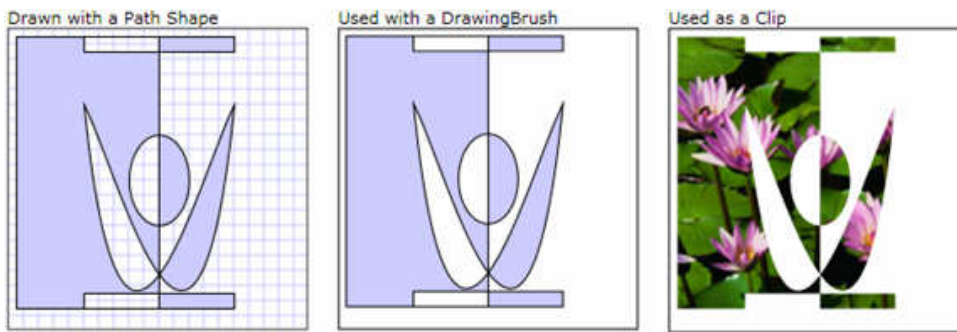 Drawn with a Path Shape
Used with a DrawingBrush
Used as a Clip